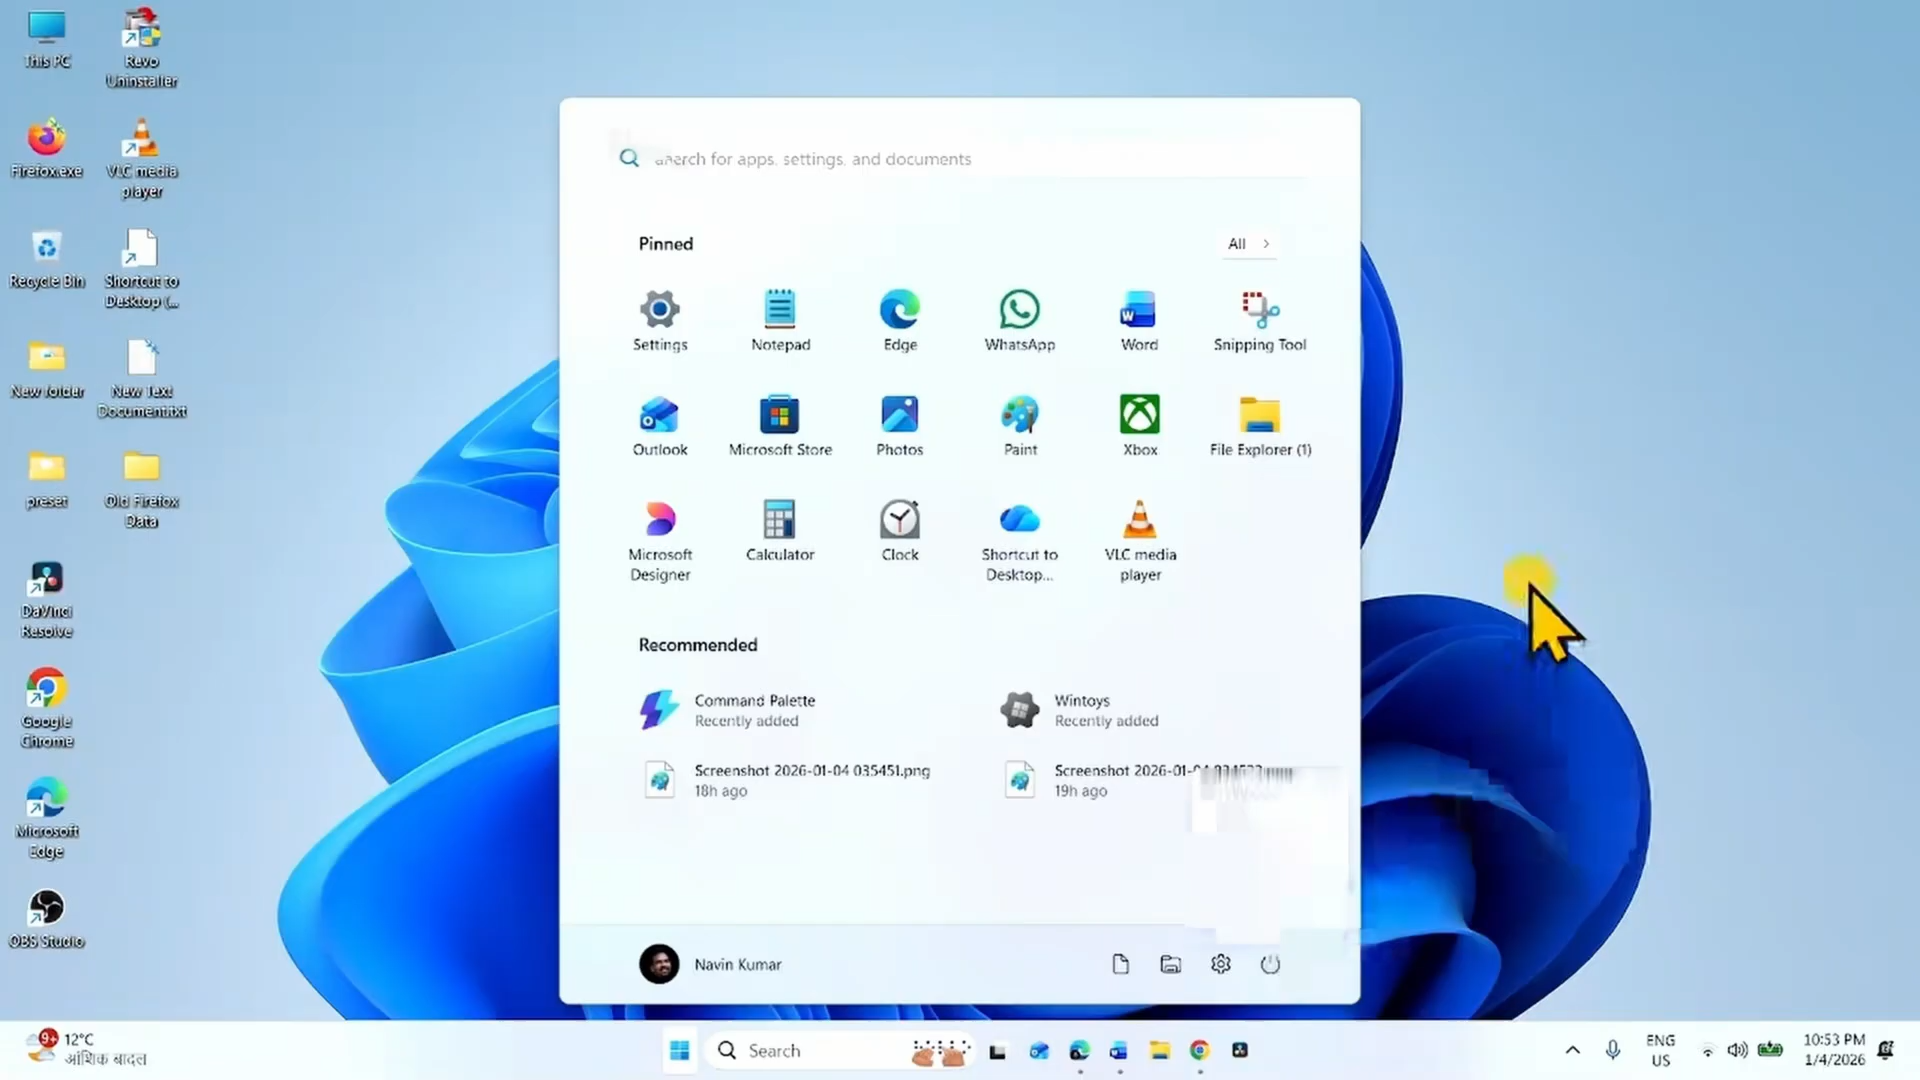 This PC
Revo
Uninstaller
Firefox.exe
VLC media
player
Recycle Bin
Shortcut to
Desktop (...
New folder
New Text
Document.txt
preset
Old Firefox
Data
DaVinci
Resolve
Google
Chrome
Microsoft
Edge
OBS Studio
for apps, settings, and documents
Pinned
All
Settings
Notepad
Edge
WhatsApp
Word
Snipping Tool
Outlook
Microsoft Store
Photos
Paint
Xbox
File Explorer (1)
Microsoft
Designer
Calculator
Clock
Shortcut to
Desktop...
VLC media
player
Recommended
Command Palette
Recently added
Wintoys
Recently added
Screenshot 2026-01-04 035451.png
18h ago
Screenshot
19h ago
Navin Kumar
9+
12°C
आंशिक बादल
Search
ENG
US
10:53 PM
1/4/2026